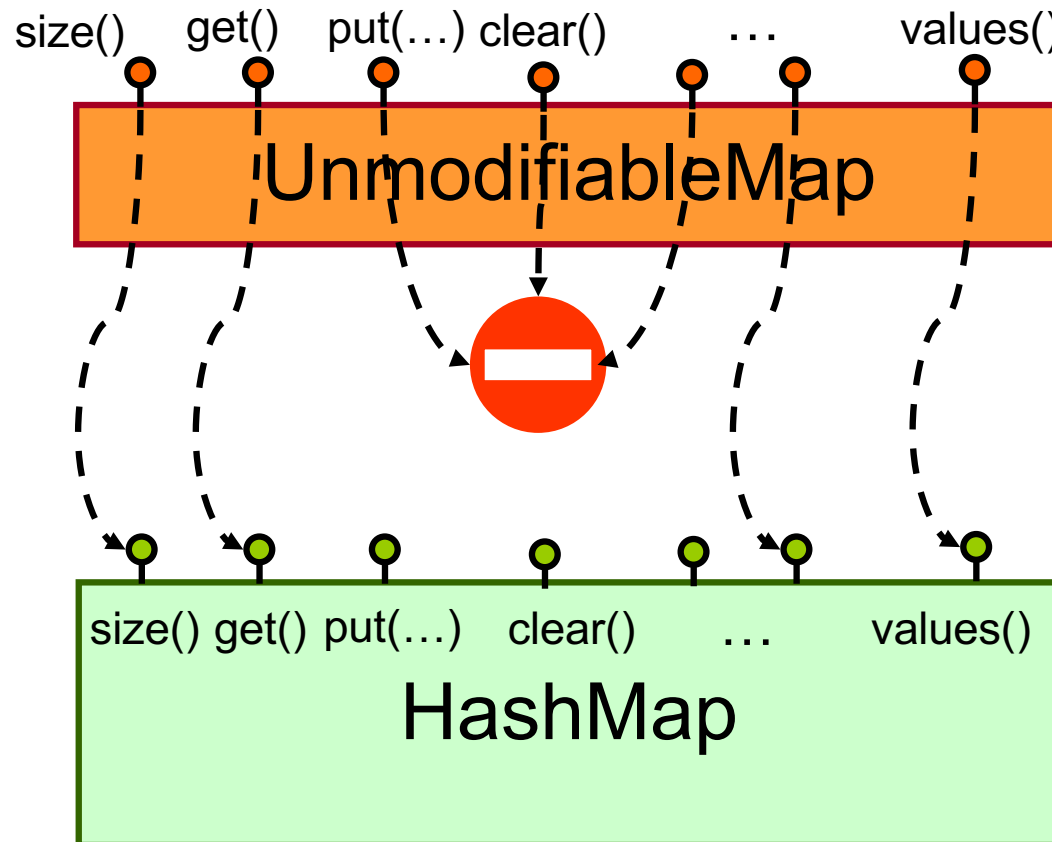 size() get() put(…) clear() … values()
UnmodifiableMap
size() get() put(…) clear() … values()
HashMap